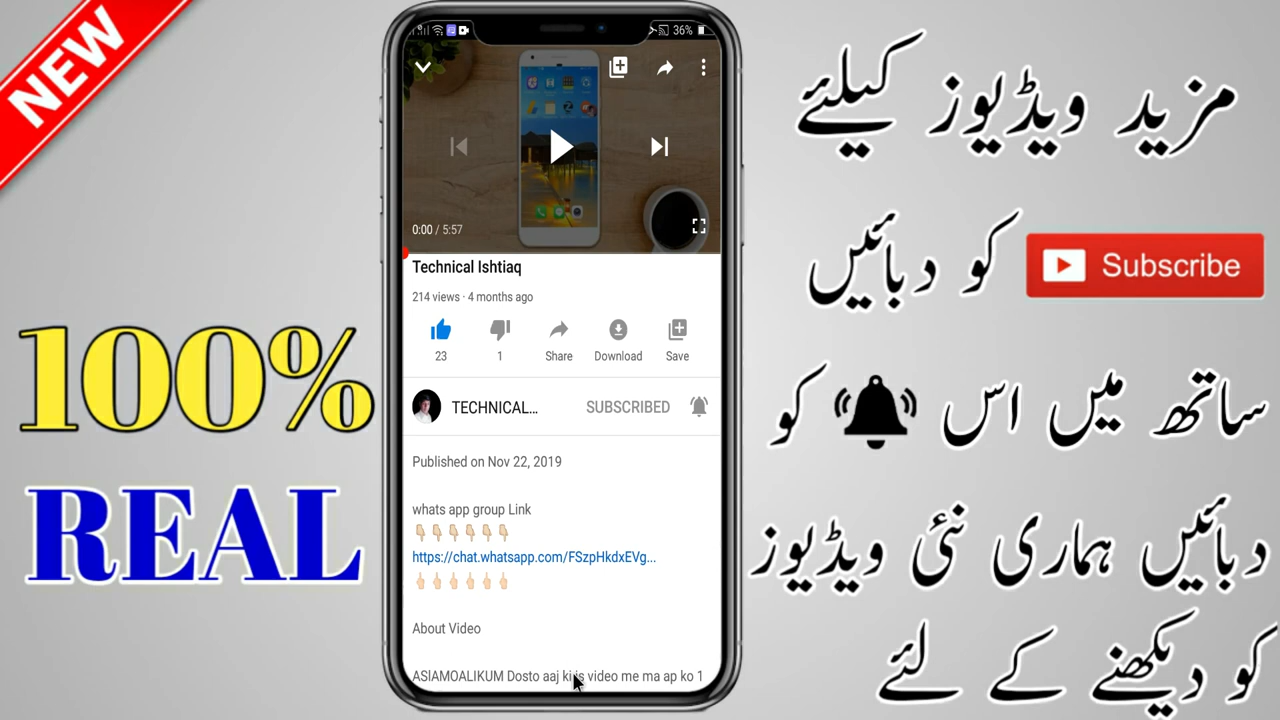 NEW
100%
REAL
36%
0:00 / 5:57
Technical Ishtiaq
214 views · 4 months ago
23
1
Share
Download
Save
TECHNICAL...
SUBSCRIBED
Published on Nov 22, 2019
whats app group Link
👇🏻👇🏻👇🏻👇🏻👇🏻👇🏻
https://chat.whatsapp.com/FSzpHkdxEVg...
👆🏻👆🏻👆🏻👆🏻👆🏻👆🏻
About Video
ASIAMOALIKUM Dosto aaj ki is video me ma ap ko 1
مزید ویڈیوز کیلئے
Subscribe کو دبائیں
ساتھ میں اس 🔔 کو
دبائیں ہماری نئی ویڈیوز
کو دیکھنے کے لئے